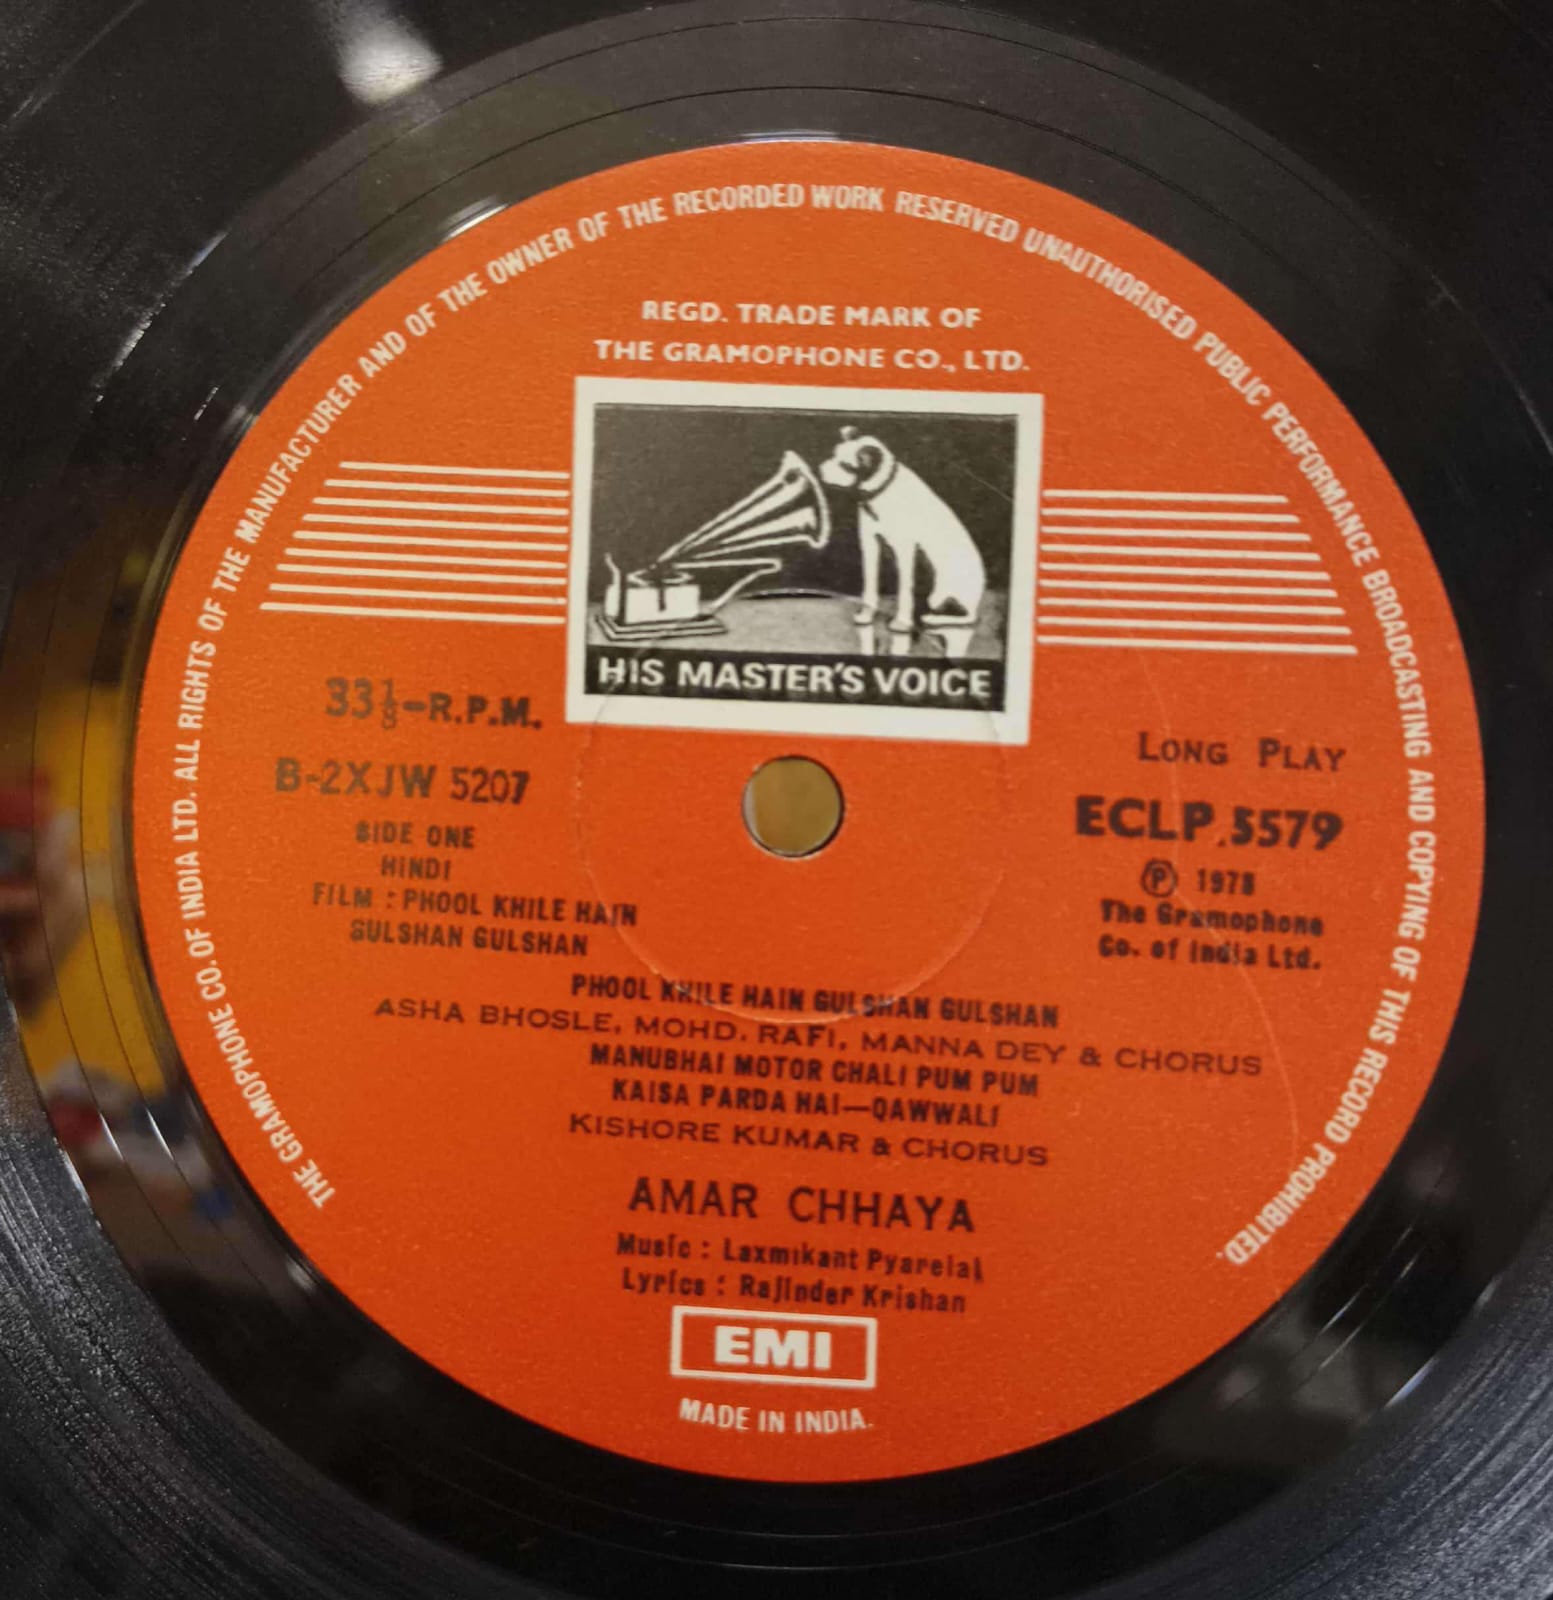 THE GRAMOPHONE CO. OF INDIA LTD. ALL RIGHTS OF THE MANUFACTURER AND OF THE OWNER OF THE RECORDED WORK RESERVED UNAUTHORISED PUBLIC PERFORMANCE BROADCASTING AND COPYING OF THIS RECORD PROHIBITED.
REGD. TRADE MARK OF
THE GRAMOPHONE CO., LTD.
HIS MASTER'S VOICE
33⅓-R.P.M.
B-2XJW 5207
SIDE ONE
HINDI
FILM : PHOOL KHILE HAIN
GULSHAN GULSHAN
LONG PLAY
ECLP.5579
Ⓟ 1978
The Gramophone
Co. of India Ltd.
PHOOL KHILE HAIN GULSHAN GULSHAN
ASHA BHOSLE, MOHD. RAFI, MANNA DEY & CHORUS
MANUBHAI MOTOR CHALI PUM PUM
KAISA PARDA HAI—QAWWALI
KISHORE KUMAR & CHORUS
AMAR CHHAYA
Music : Laxmikant Pyarelal
Lyrics : Rajinder Krishan
EMI
MADE IN INDIA.